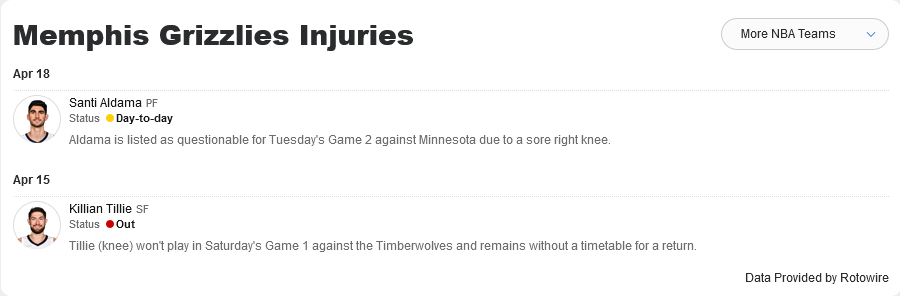 Memphis Grizzlies Injuries
More NBA Teams
Apr 18
Santi Aldama PF
Status Day-to-day
Aldama is listed as questionable for Tuesday's Game 2 against Minnesota due to a sore right knee.
Apr 15
Killian Tillie SF
Status Out
Tillie (knee) won't play in Saturday's Game 1 against the Timberwolves and remains without a timetable for a return.
Data Provided by Rotowire